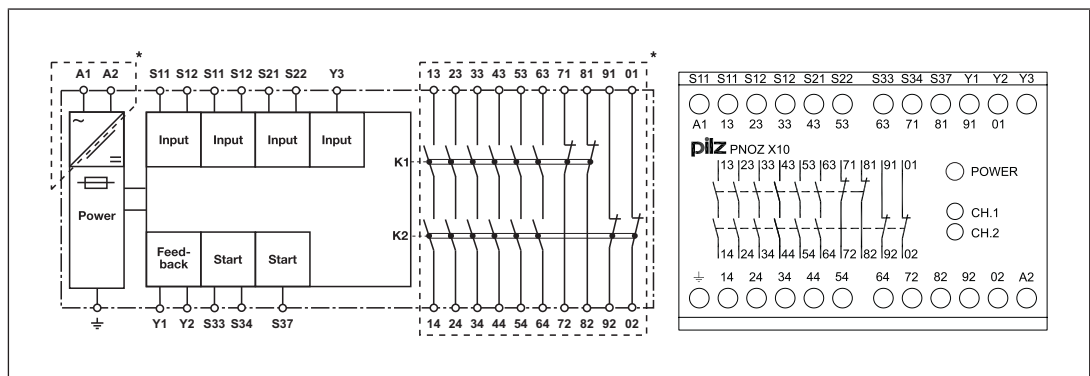 * *
A1 A2 S11 S12 S11 S12 S21 S22 Y3 13 23 33 43 53 63 71 81 91 01
~
=
Input Input Input Input
K1
Power
K2
Feed-
back
Start Start
Y1 Y2 S33 S34 S37 14 24 34 44 54 64 72 82 92 02
S11 S11 S12 S12 S21 S22 S33 S34 S37 Y1 Y2 Y3
A1 13 23 33 43 53 63 71 81 91 01
pilz PNOZ X10
13 23 33 43 53 63 71 81 91 01
POWER
CH.1
CH.2
14 24 34 44 54 64 72 82 92 02
14 24 34 44 54 64 72 82 92 02 A2